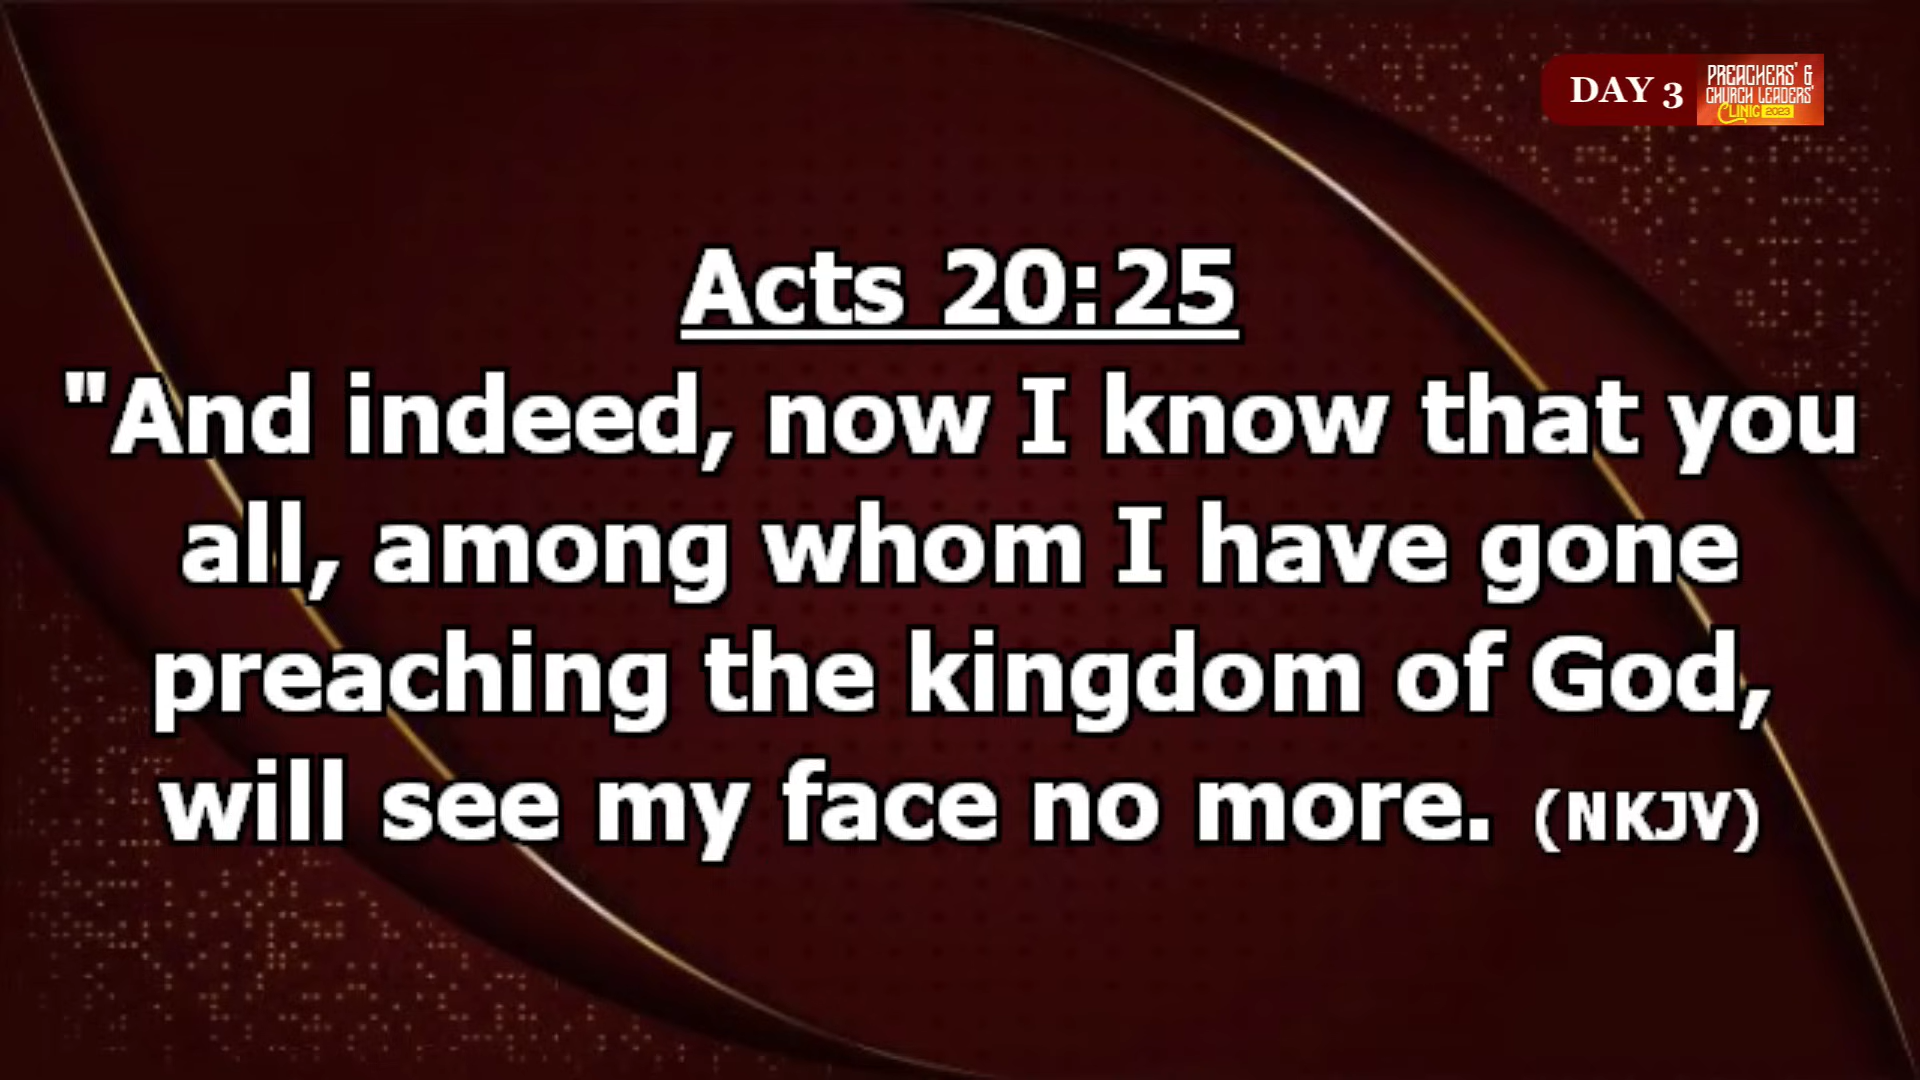 DAY 3
PREACHERS' &
CHURCH LEADERS'
CLINIC 2023
Acts 20:25
"And indeed, now I know that you
all, among whom I have gone
preaching the kingdom of God,
will see my face no more. (NKJV)